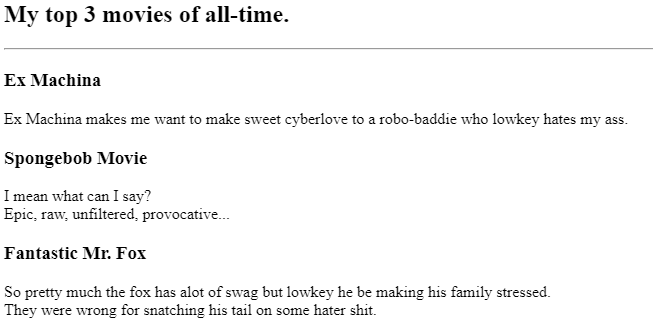 My top 3 movies of all-time.
Ex Machina
Ex Machina makes me want to make sweet cyberlove to a robo-baddie who lowkey hates my ass.
Spongebob Movie
I mean what can I say?
Epic, raw, unfiltered, provocative...
Fantastic Mr. Fox
So pretty much the fox has alot of swag but lowkey he be making his family stressed.
They were wrong for snatching his tail on some hater shit.